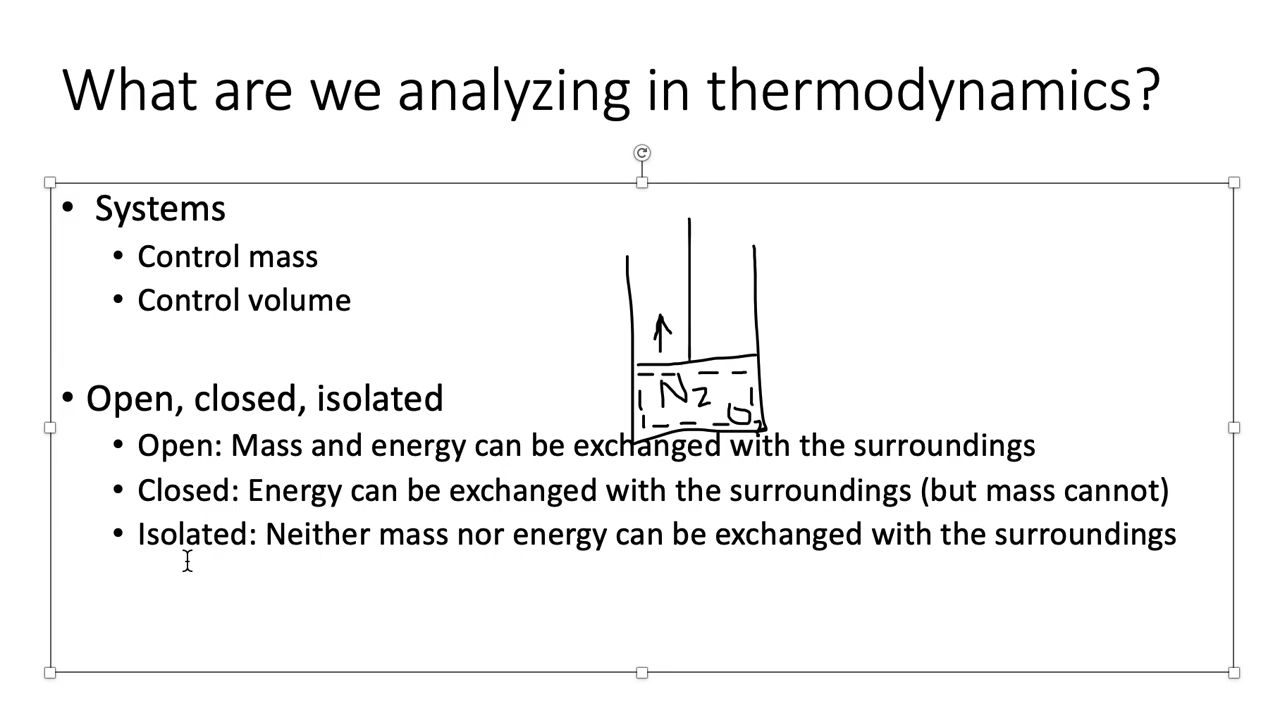 What are we analyzing in thermodynamics?
• Systems
• Control mass
• Control volume
N2
O2
• Open, closed, isolated
• Open: Mass and energy can be exchanged with the surroundings
• Closed: Energy can be exchanged with the surroundings (but mass cannot)
• Isolated: Neither mass nor energy can be exchanged with the surroundings